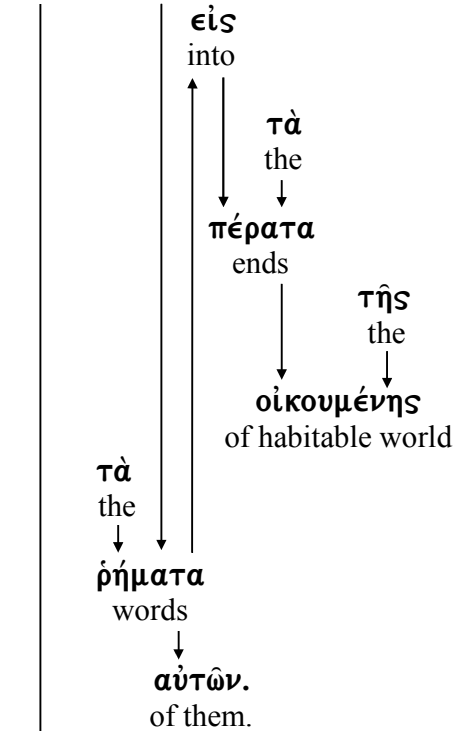 εἰς
into
τὰ
the
πέρατα
ends
τῆς
the
οἰκουμένης
of habitable world
τὰ
the
ῥήματα
words
αὐτῶν.
of them.